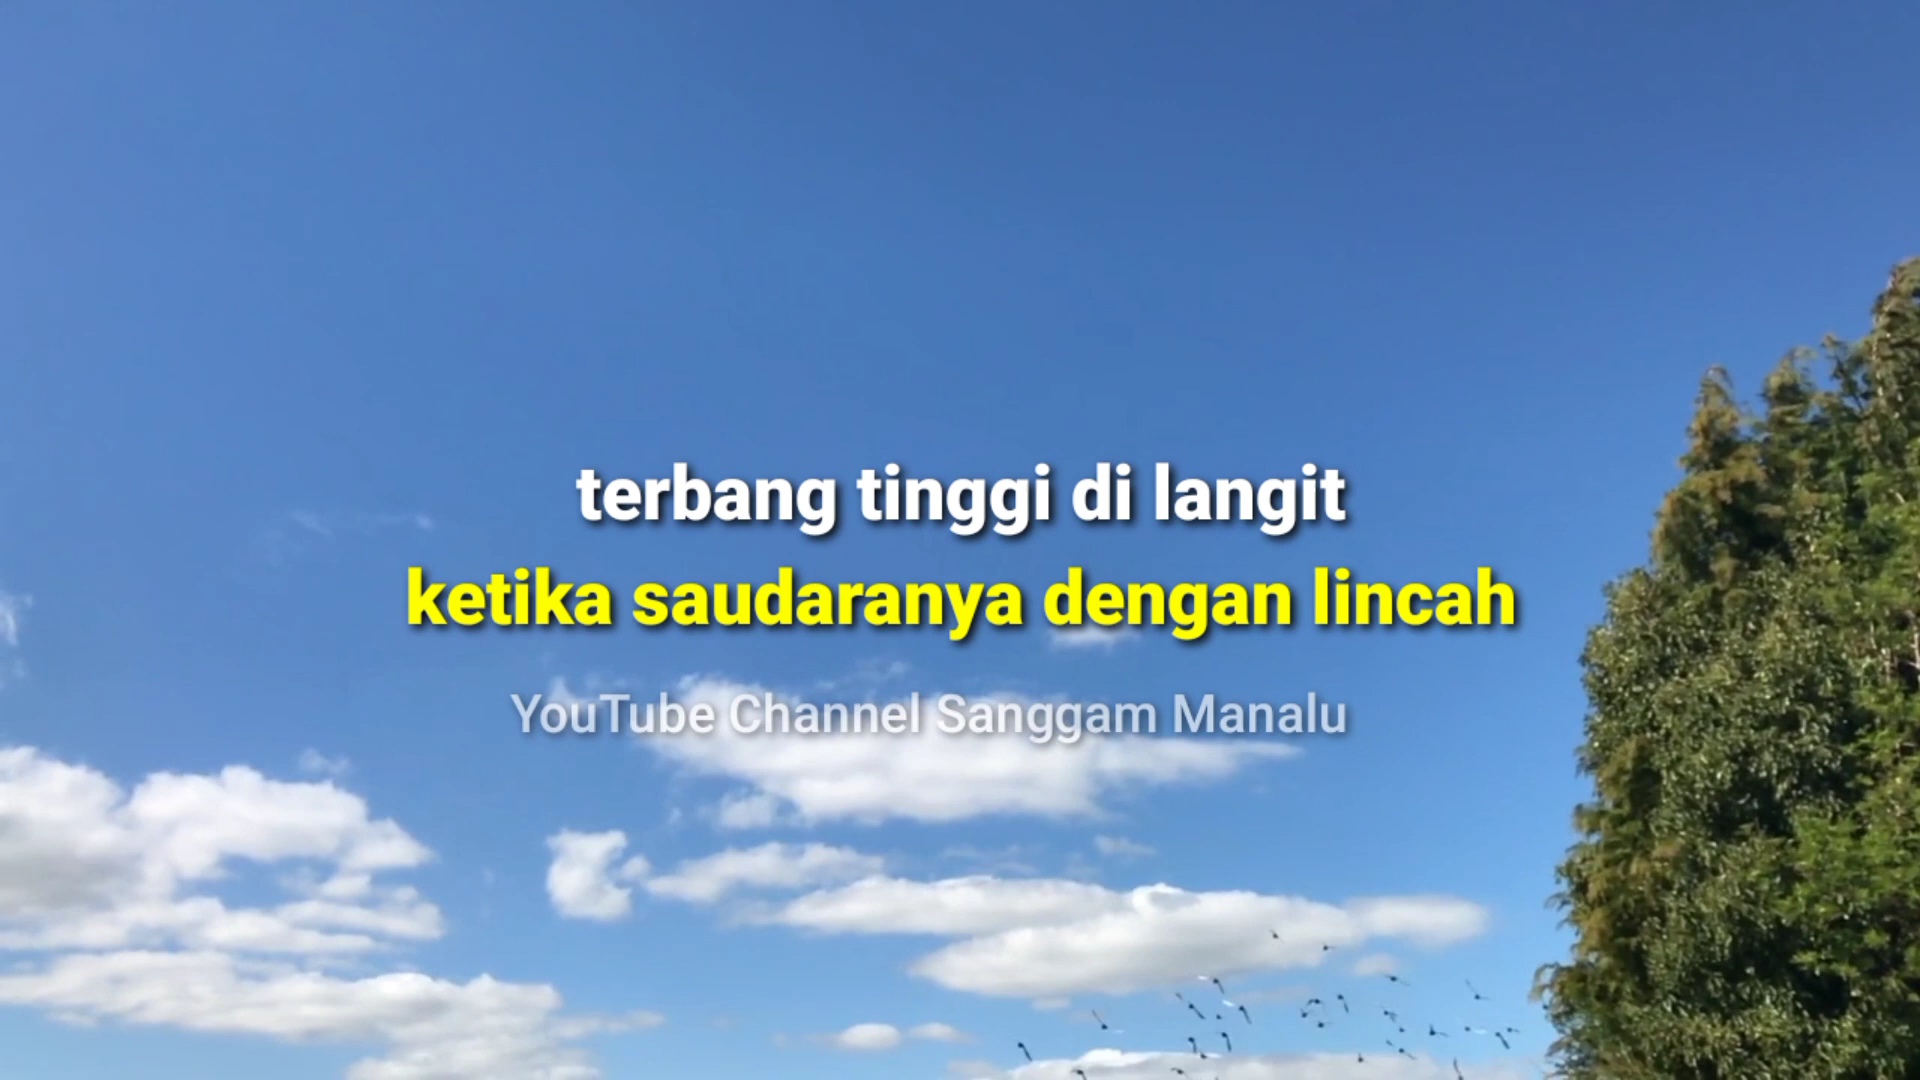 terbang tinggi di langit
ketika saudaranya dengan lincah
YouTube Channel Sanggam Manalu